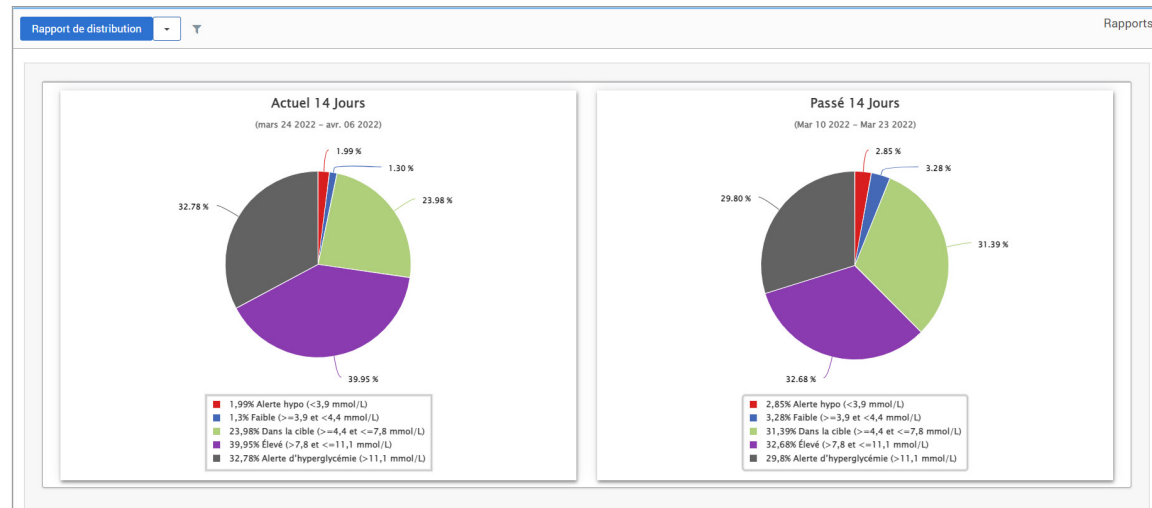 Rapport de distribution
Rapports
Actuel 14 Jours
(mars 24 2022 – avr. 06 2022)
1.99 %
1.30 %
23.98 %
32.78 %
39.95 %
1,99% Alerte hypo (<3,9 mmol/L)
1,3% Faible (>=3,9 et <4,4 mmol/L)
23,98% Dans la cible (>=4,4 et <=7,8 mmol/L)
39,95% Élevé (>7,8 et <=11,1 mmol/L)
32,78% Alerte d'hyperglycémie (>11,1 mmol/L)
Passé 14 Jours
(Mar 10 2022 – Mar 23 2022)
2.85 %
3.28 %
29.80 %
31.39 %
32.68 %
2,85% Alerte hypo (<3,9 mmol/L)
3,28% Faible (>=3,9 et <4,4 mmol/L)
31,39% Dans la cible (>=4,4 et <=7,8 mmol/L)
32,68% Élevé (>7,8 et <=11,1 mmol/L)
29,8% Alerte d'hyperglycémie (>11,1 mmol/L)